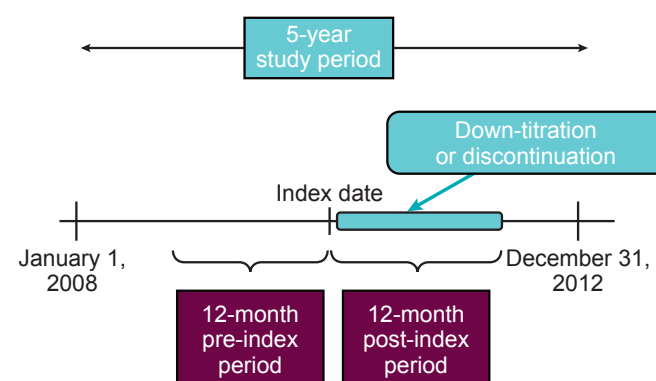 5-year
study period
Down-titration
or discontinuation
Index date
January 1,
2008
December 31,
2012
12-month
pre-index
period
12-month
post-index
period